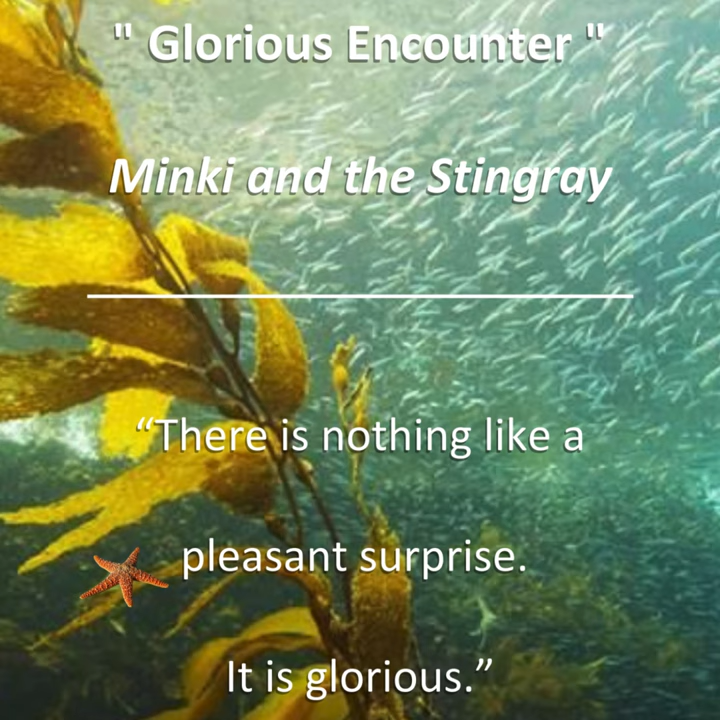 " Glorious Encounter "
Minki and the Stingray
“There is nothing like a
pleasant surprise.
It is glorious.”